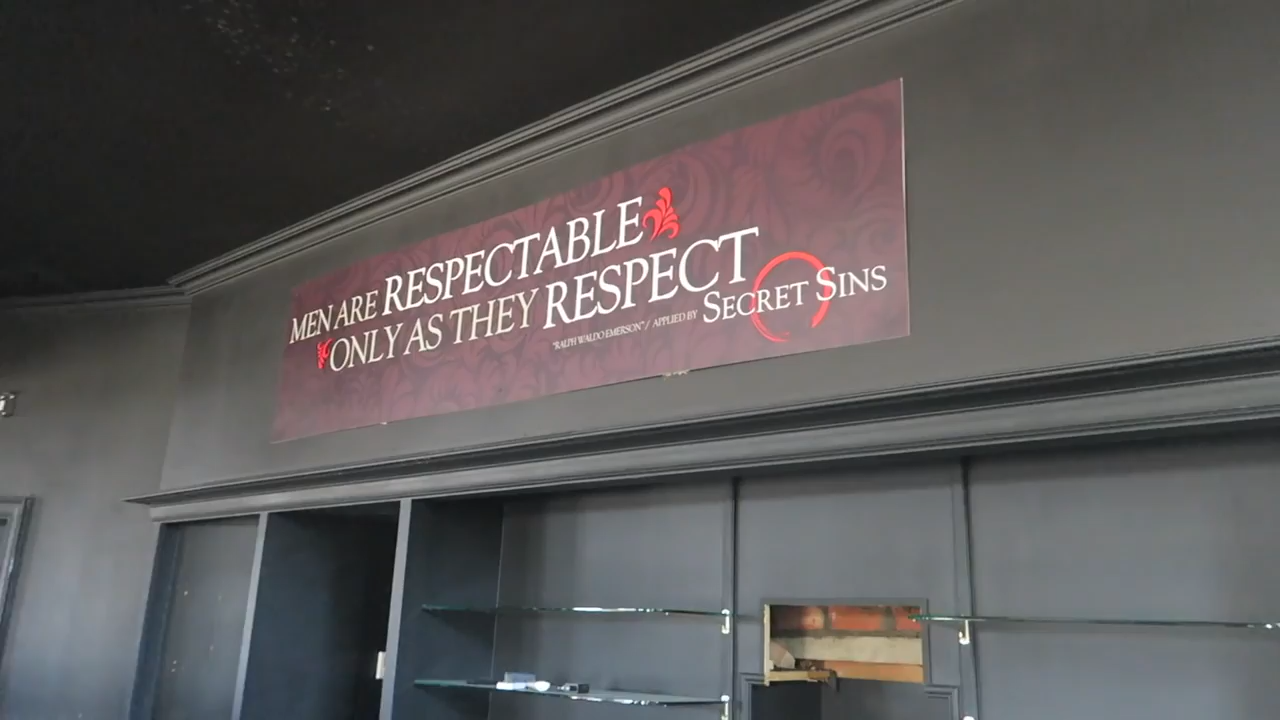 MEN ARE RESPECTABLE
ONLY AS THEY RESPECT
"RALPH WALDO EMERSON" / APPLIED BY SECRET SINS